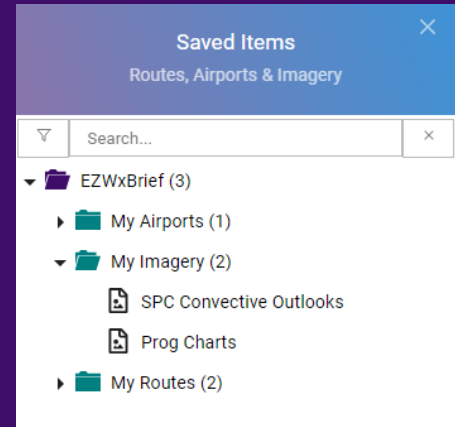 Saved Items
Routes, Airports & Imagery
Search...
EZWxBrief (3)
My Airports (1)
My Imagery (2)
SPC Convective Outlooks
Prog Charts
My Routes (2)